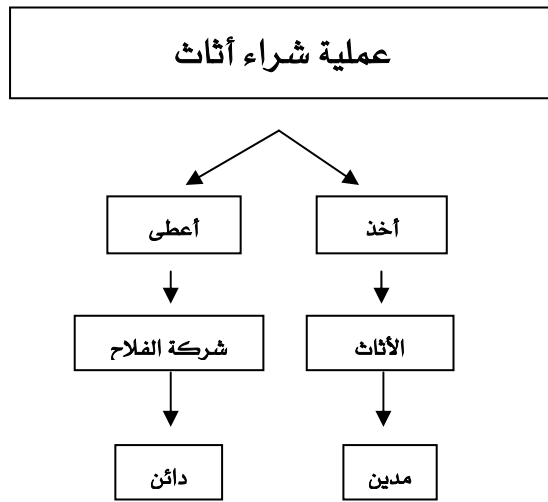 عملية شراء أثاث
أخذ
أعطى
الأثاث
شركة الفلاح
مدين
دائن